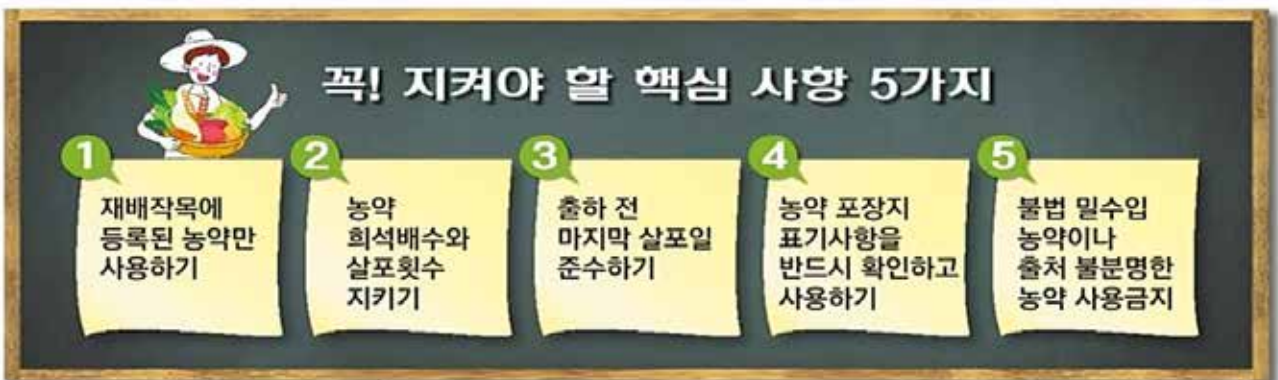 꼭! 지켜야 할 핵심 사항 5가지
1
재배작목에
등록된 농약만
사용하기
2
농약
희석배수와
살포횟수
지키기
3
출하 전
마지막 살포일
준수하기
4
농약 포장지
표기사항을
반드시 확인하고
사용하기
5
불법 밀수입
농약이나
출처 불분명한
농약 사용금지